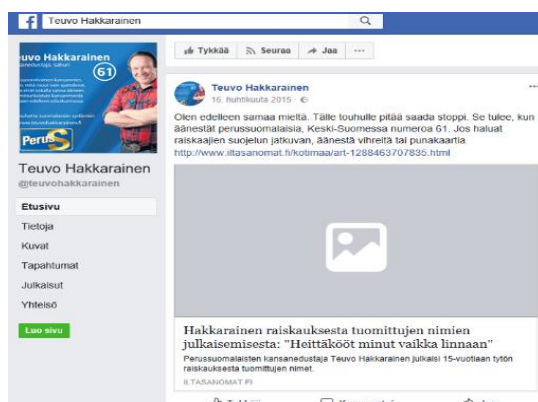 Teuvo Hakkarainen
uvo Hakkarainen
61
PeruS
Teuvo Hakkarainen
@teuvohakkarainen
Etusivu
Tietoja
Kuvat
Tapahtumat
Julkaisut
Yhteisö
Luo sivu
Tykkää Seuraa Jaa ...
Teuvo Hakkarainen
16. huhtikuuta 2015 ·
Olen edelleen samaa mieltä. Tälle touhulle pitää saada stoppi. Se tulee, kun
äänestät perussuomalaisia, Keski-Suomessa numeroa 61. Jos haluat
raiskaajien suojelun jatkuvan, äänestä vihreitä tai punakaartia
http://www.iltasanomat.fi/kotimaa/art-1288463707835.html
Hakkarainen raiskauksesta tuomittujen nimien
julkaisemisesta: "Heittäkööt minut vaikka linnaan"
Perussuomalaisten kansanedustaja Teuvo Hakkarainen julkaisi 15-vuotiaan tytön
raiskauksesta tuomittujen nimet.
ILTASANOMAT.FI